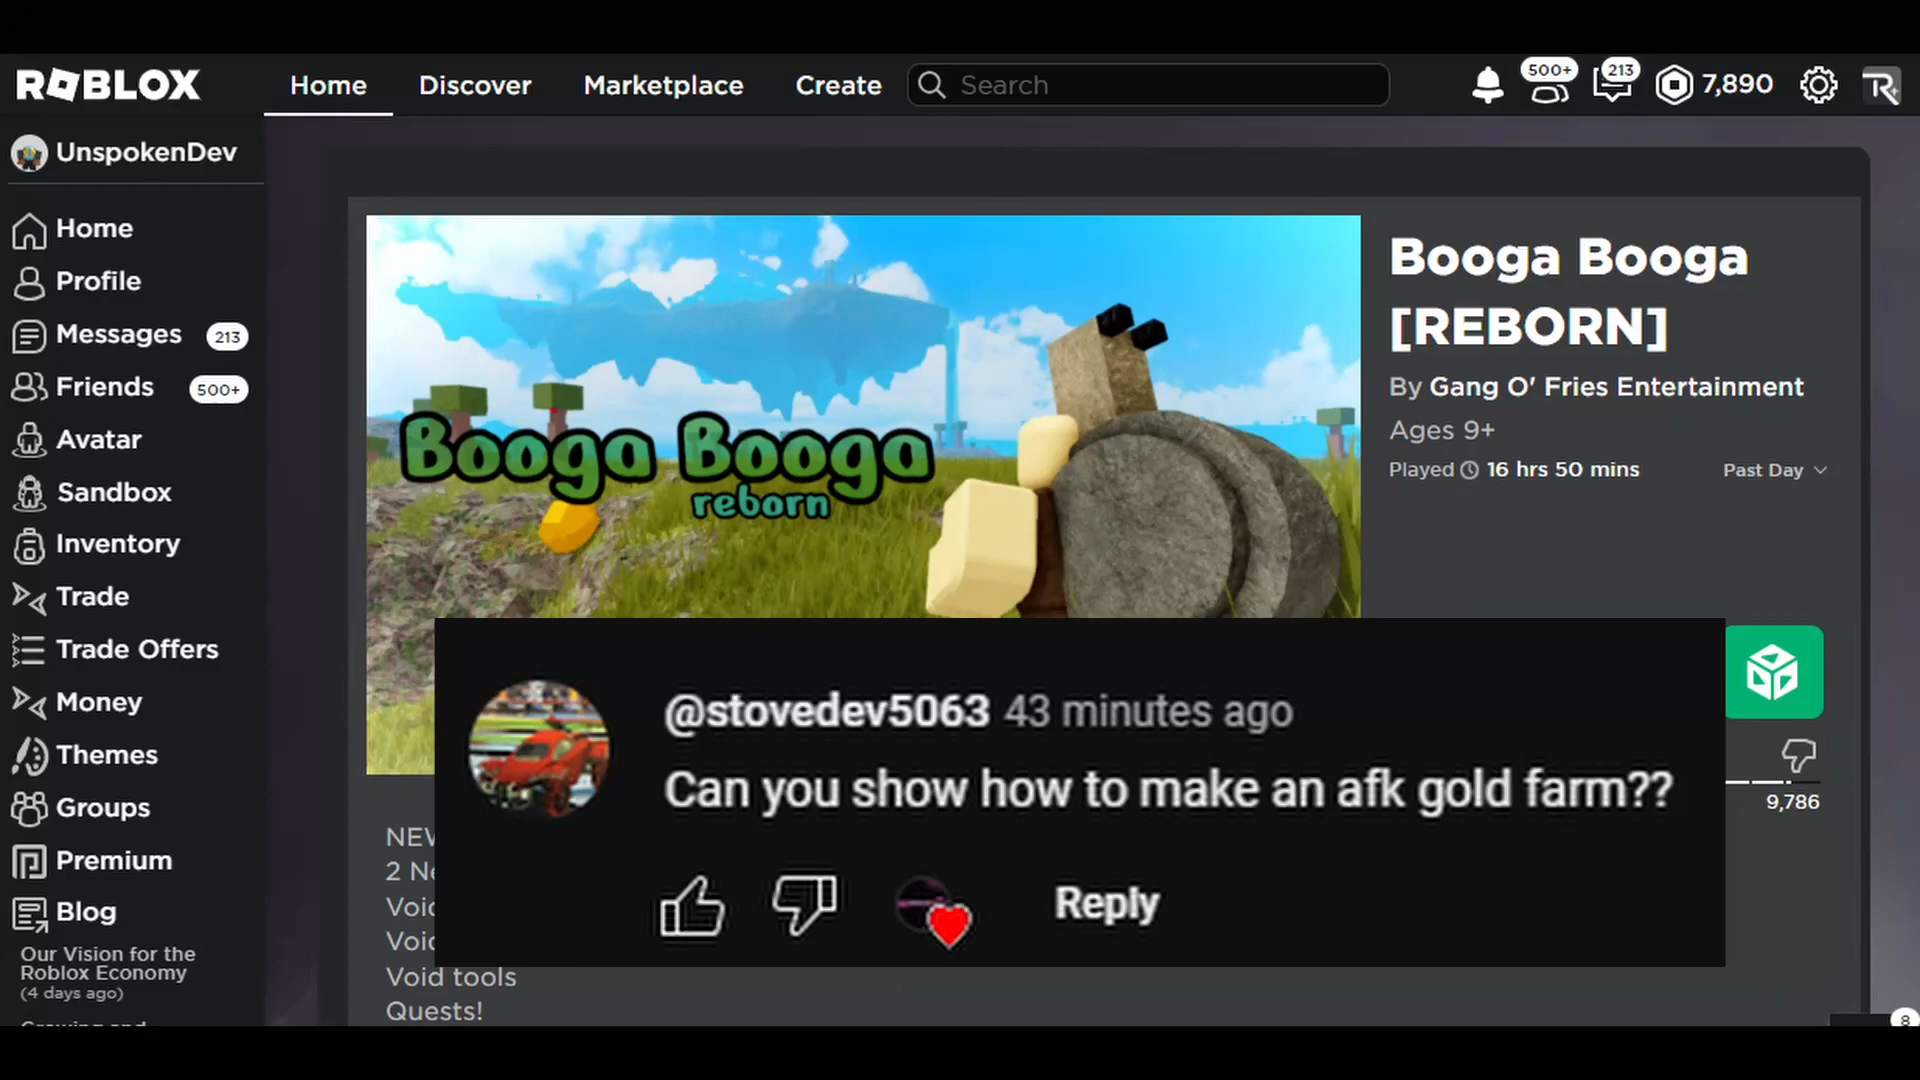 ROBLOX
Home
Discover
Marketplace
Create
Search
500+
213
7,890
UnspokenDev
Home
Profile
Messages
213
Friends
500+
Avatar
Sandbox
Inventory
Trade
Trade Offers
Money
Themes
Groups
Premium
Blog
Our Vision for the
Roblox Economy
(4 days ago)
Booga Booga
reborn
Booga Booga
[REBORN]
By Gang O' Fries Entertainment
Ages 9+
Played 16 hrs 50 mins
Past Day
9,786
@stovedev5063 43 minutes ago
Can you show how to make an afk gold farm??
Reply
2
Void tools
Quests!
8